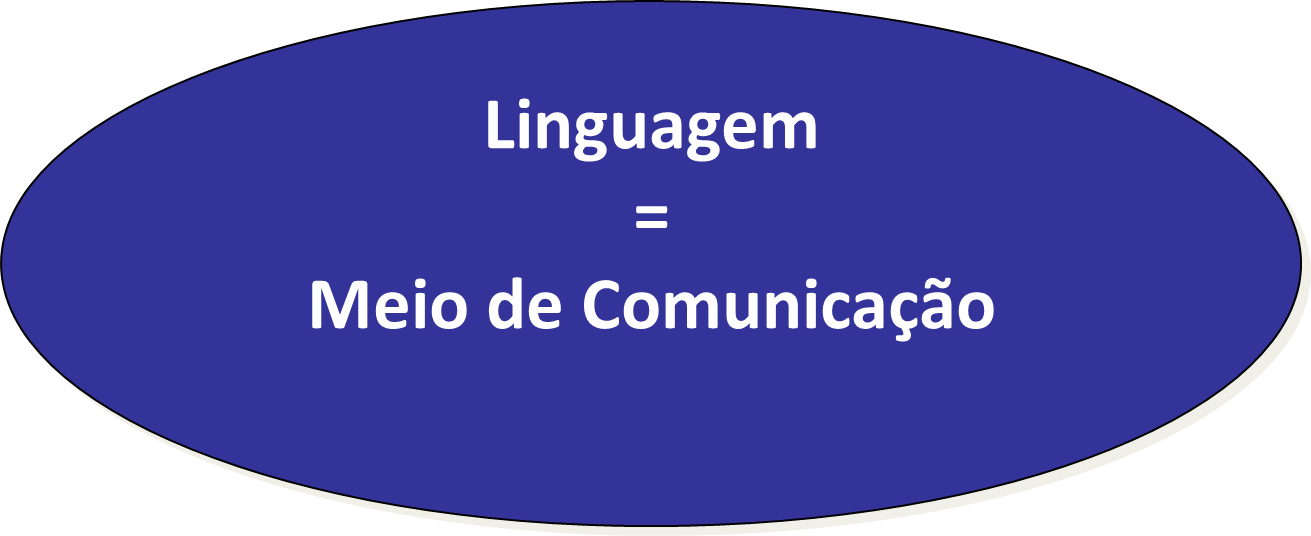 Linguagem
=
Meio de Comunicação